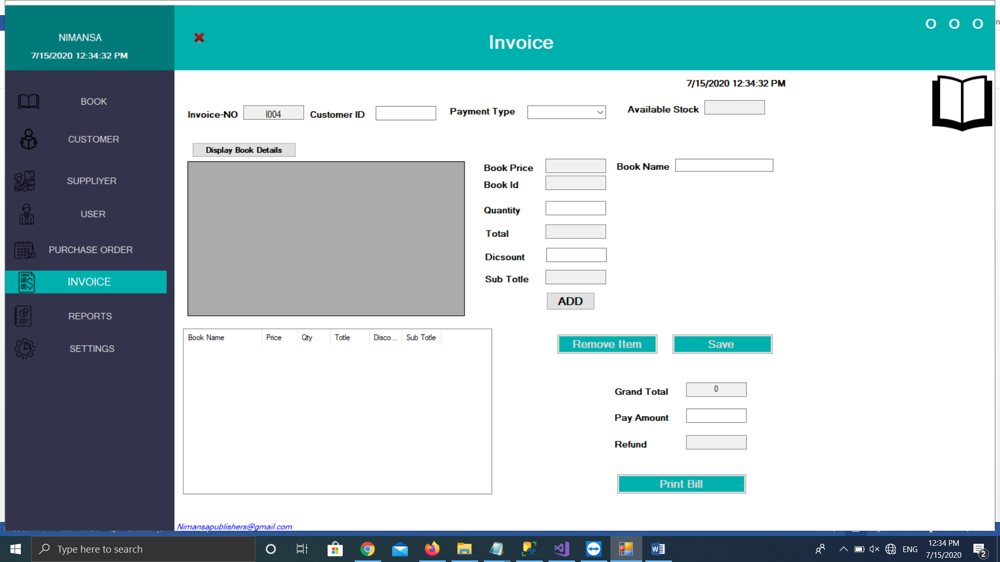 NIMANSA
7/15/2020 12:34:32 PM
Invoice
O O O
in
BOOK
CUSTOMER
SUPPLIYER
USER
PURCHASE ORDER
INVOICE
REPORTS
SETTINGS
7/15/2020 12:34:32 PM
Invoice-NO I004 Customer ID Payment Type Available Stock
Display Book Details
Book Price Book Name
Book Id
Quantity
Total
Dicsount
Sub Totle
ADD
Book Name Price Qty Totle Disco... Sub Totle
Remove Item Save
Grand Total 0
Pay Amount
Refund
Print Bill
Nimansapublishers@gmail.com
Type here to search
ENG
12:34 PM
7/15/2020
2